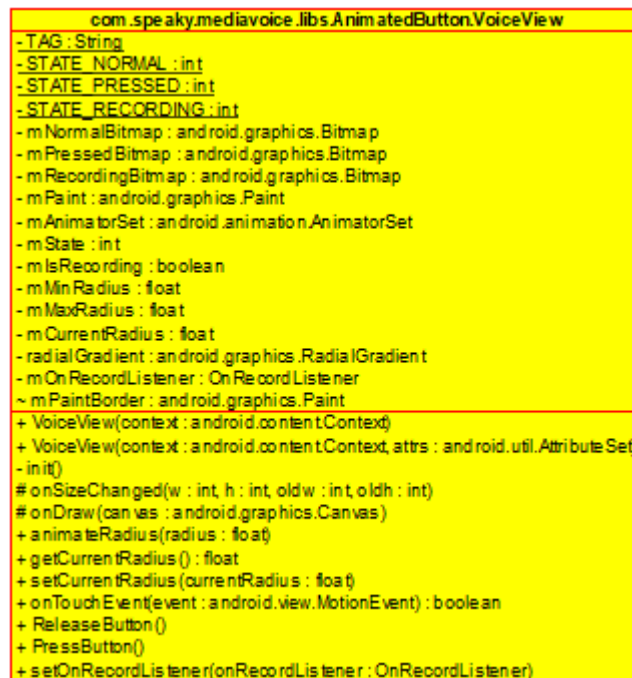 com.speaky.mediavoice.libs.AnimatedButton.VoiceView
- TAG : String
- STATE_NORMAL : int
- STATE_PRESSED : int
- STATE_RECORDING : int
- mNormalBitmap : android.graphics.Bitmap
- mPressedBitmap : android.graphics.Bitmap
- mRecordingBitmap : android.graphics.Bitmap
- mPaint : android.graphics.Paint
- mAnimatorSet : android.animation.AnimatorSet
- mState : int
- mIsRecording : boolean
- mMinRadius : float
- mMaxRadius : float
- mCurrentRadius : float
- radialGradient : android.graphics.RadialGradient
- mOnRecordListener : OnRecordListener
~ mPaintBorder : android.graphics.Paint
+ VoiceView(context : android.content.Context)
+ VoiceView(context : android.content.Context, attrs : android.util.AttributeSet)
- init()
# onSizeChanged(w : int, h : int, oldw : int, oldh : int)
# onDraw(canvas : android.graphics.Canvas)
+ animateRadius(radius : float)
+ getCurrentRadius() : float
+ setCurrentRadius(currentRadius : float)
+ onTouchEvent(event : android.view.MotionEvent) : boolean
+ ReleaseButton()
+ PressButton()
+ setOnRecordListener(onRecordListener : OnRecordListener)